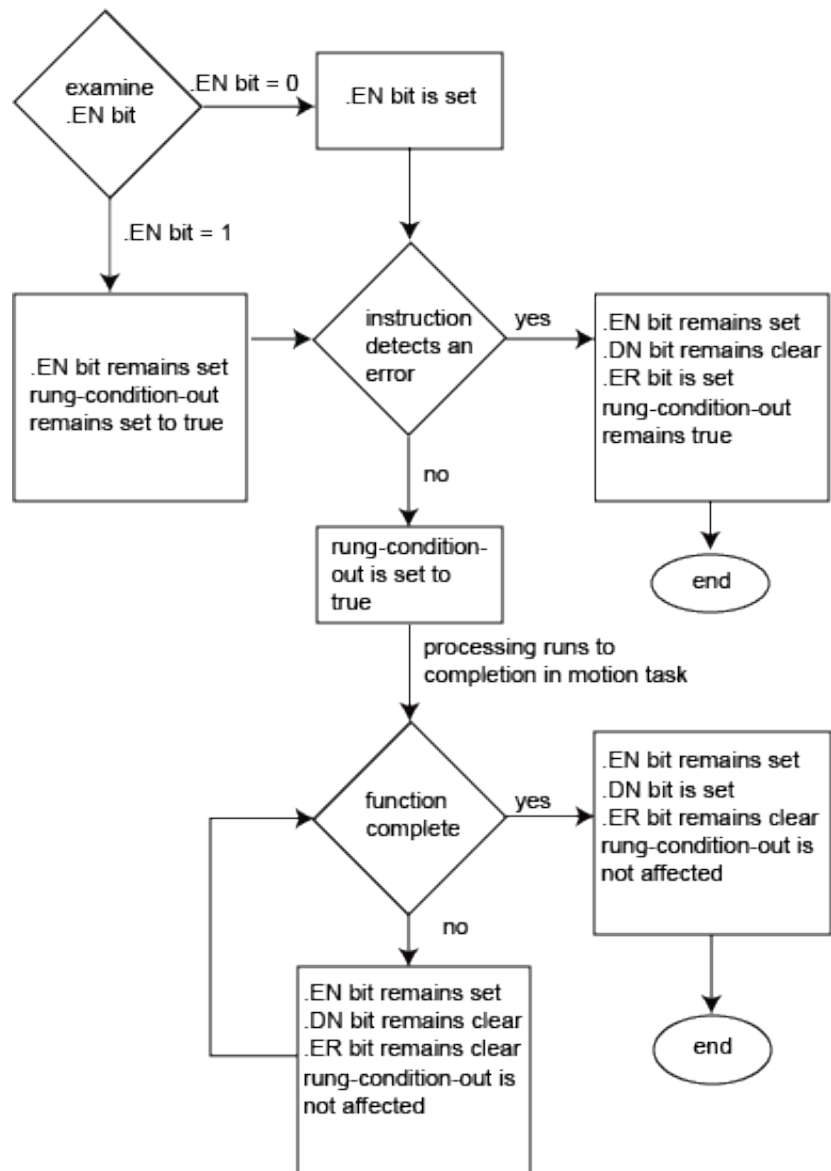 examine
.EN bit
.EN bit = 0
.EN bit is set
.EN bit = 1
.EN bit remains set
rung-condition-out
remains set to true
instruction
detects an
error
yes
.EN bit remains set
.DN bit remains clear
.ER bit is set
rung-condition-out
remains true
end
no
rung-condition-
out is set to
true
processing runs to
completion in motion task
function
complete
yes
.EN bit remains set
.DN bit is set
.ER bit remains clear
rung-condition-out is
not affected
end
no
.EN bit remains set
.DN bit remains clear
.ER bit remains clear
rung-condition-out is
not affected